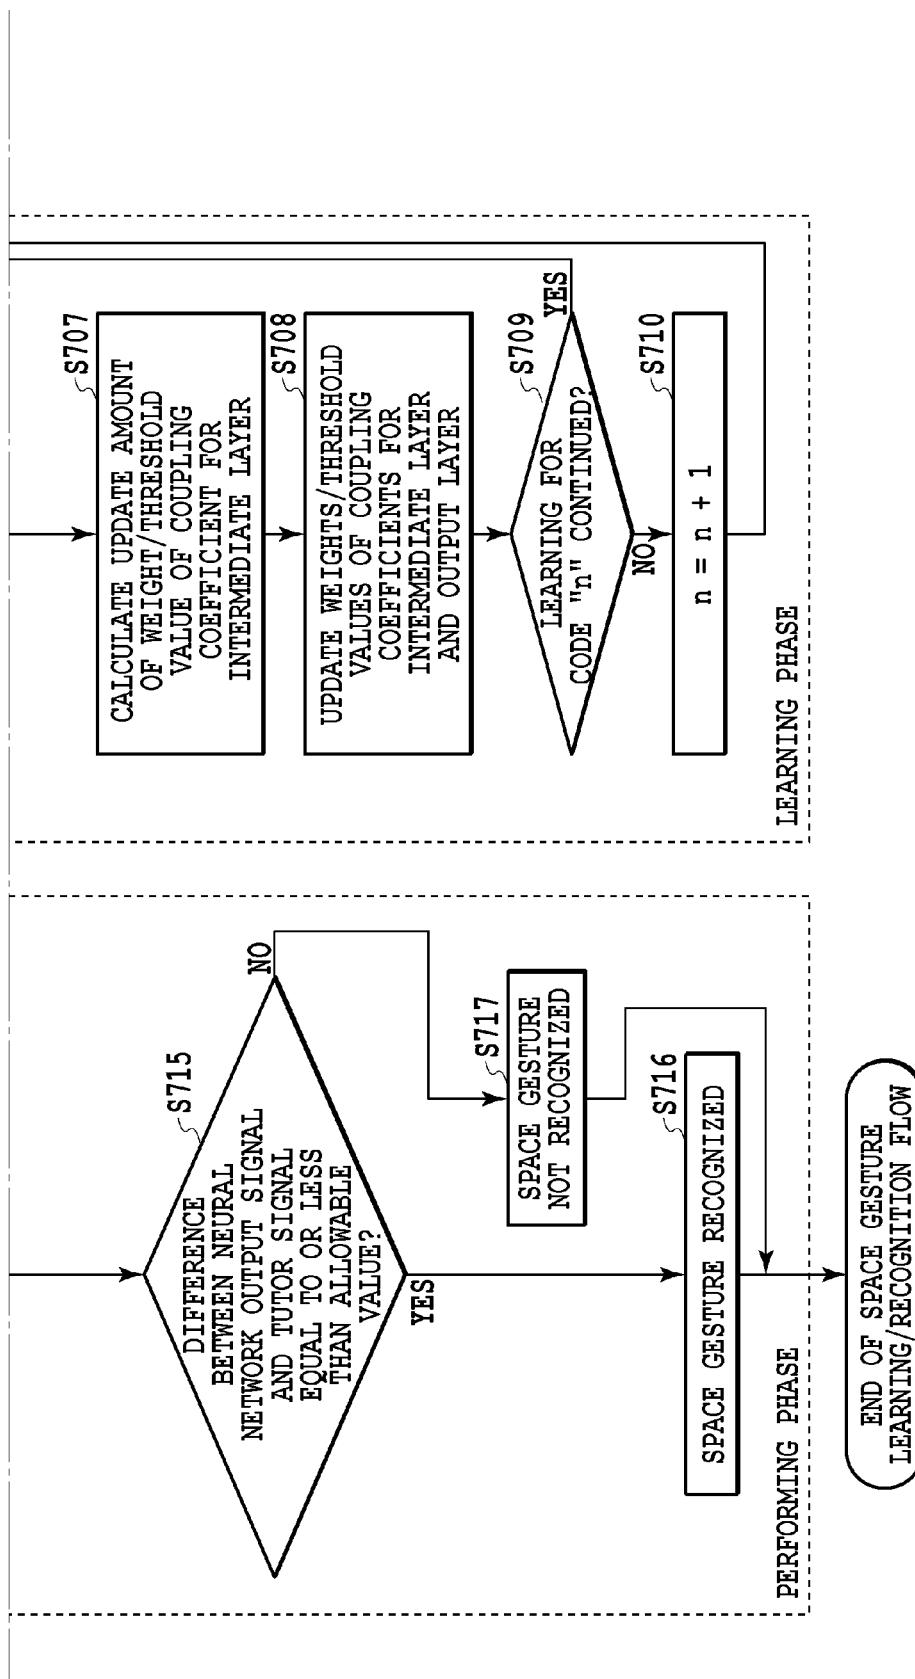 DIFFERENCE
BETWEEN NEURAL
NETWORK OUTPUT SIGNAL
AND TUTOR SIGNAL
EQUAL TO OR LESS
THAN ALLOWABLE
VALUE?
S715
NO
YES
S717
SPACE GESTURE
NOT RECOGNIZED
S716
SPACE GESTURE RECOGNIZED
PERFORMING PHASE
END OF SPACE GESTURE
LEARNING/RECOGNITION FLOW
S707
CALCULATE UPDATE AMOUNT
OF WEIGHT/THRESHOLD
VALUE OF COUPLING
COEFFICIENT FOR
INTERMEDIATE LAYER
S708
UPDATE WEIGHTS/THRESHOLD
VALUES OF COUPLING
COEFFICIENTS FOR
INTERMEDIATE LAYER
AND OUTPUT LAYER
S709
LEARNING FOR
CODE "n" CONTINUED?
YES
NO
S710
n = n + 1
LEARNING PHASE